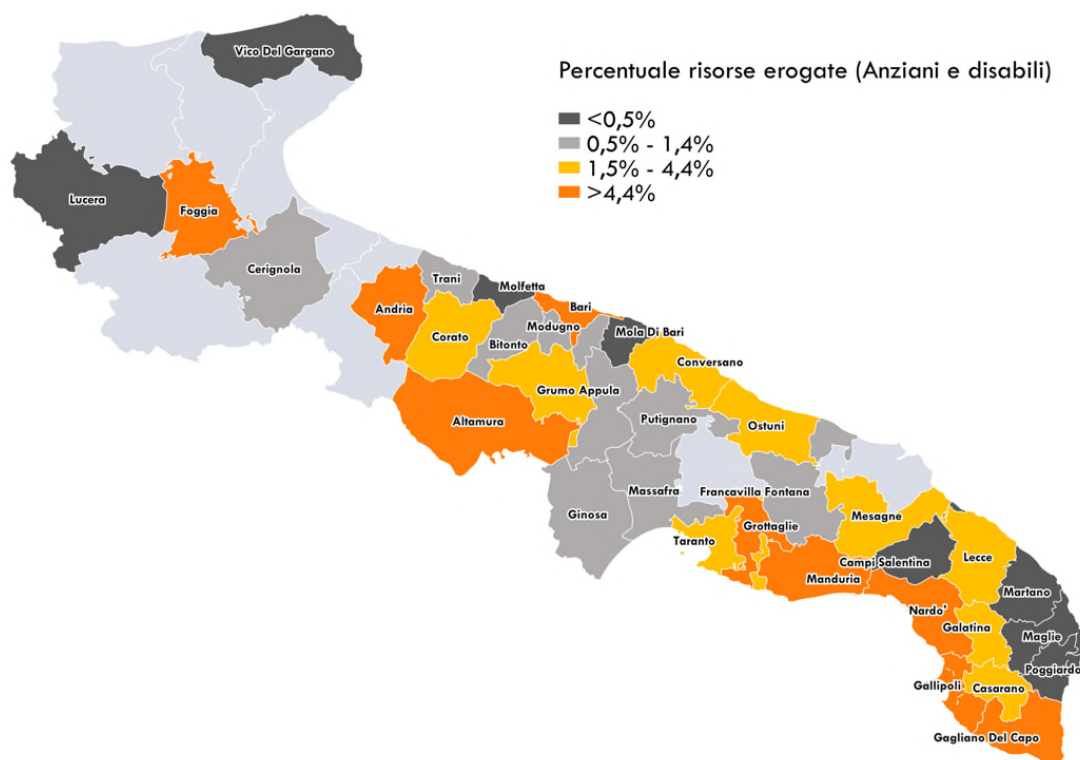 Vico Del Gargano
Percentuale risorse erogate (Anziani e disabili)
<0,5%
0,5% - 1,4%
1,5% - 4,4%
>4,4%
Lucera
Foggia
Cerignola
Trani
Molfetta
Andria
Bari
Corato
Modugno
Mola Di Bari
Bitonto
Conversano
Grumo Appula
Altamura
Putignano
Ostuni
Massafra
Francavilla Fontana
Ginosa
Mesagne
Grottaglie
Taranto
Lecce
Campi Salentina
Manduria
Martano
Nardo'
Galatina
Maglie
Poggiardo
Gallipoli
Casarano
Gagliano Del Capo